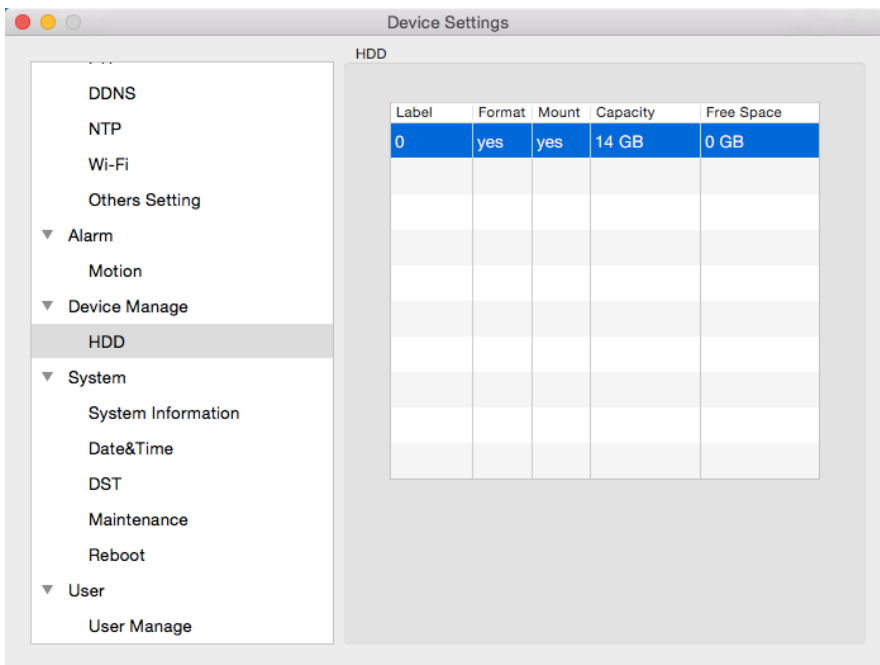 Device Settings
DDNS
NTP
Wi-Fi
Others Setting
Alarm
Motion
Device Manage
HDD
System
System Information
Date&Time
DST
Maintenance
Reboot
User
User Manage
HDD
Label Format Mount Capacity Free Space
0 yes yes 14 GB 0 GB